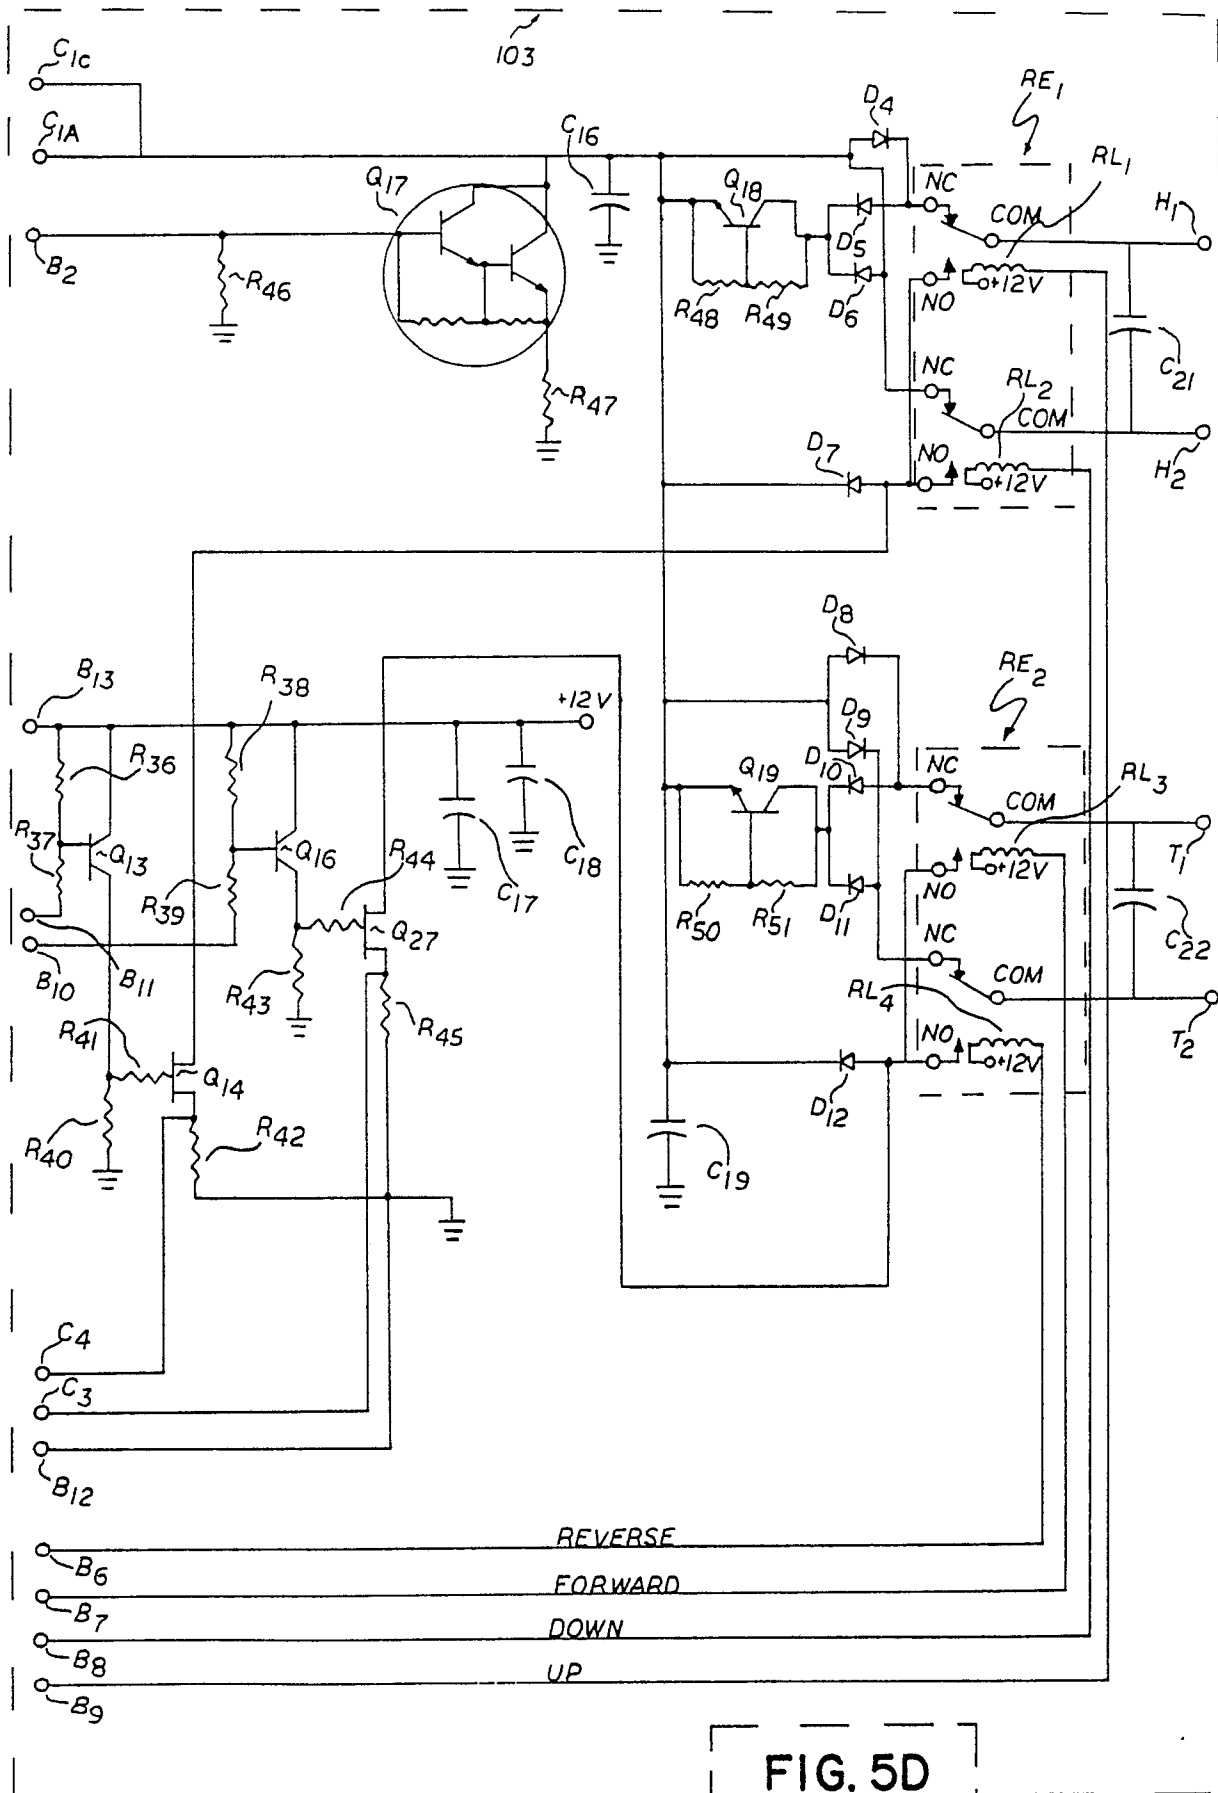 103
C1c
C1A
B2
Q17
R46
R47
C16
Q18
R48
R49
D4
D5
D6
D7
RE1
RL1
NC
COM
+12V
NO
H1
C21
NC
RL2
COM
NO
+12V
H2
B13
R36
R37
Q13
R38
R39
Q16
B10
B11
R41
R40
Q14
R42
R43
R44
Q27
R45
+12V
C17
C18
D8
D9
D10
Q19
R50
R51
D11
D12
C19
RE2
RL3
NC
COM
+12V
NO
T1
C22
NC
COM
RL4
NO
+12V
T2
C4
C3
B12
REVERSE
B6
FORWARD
B7
DOWN
B8
UP
B9
FIG. 5D